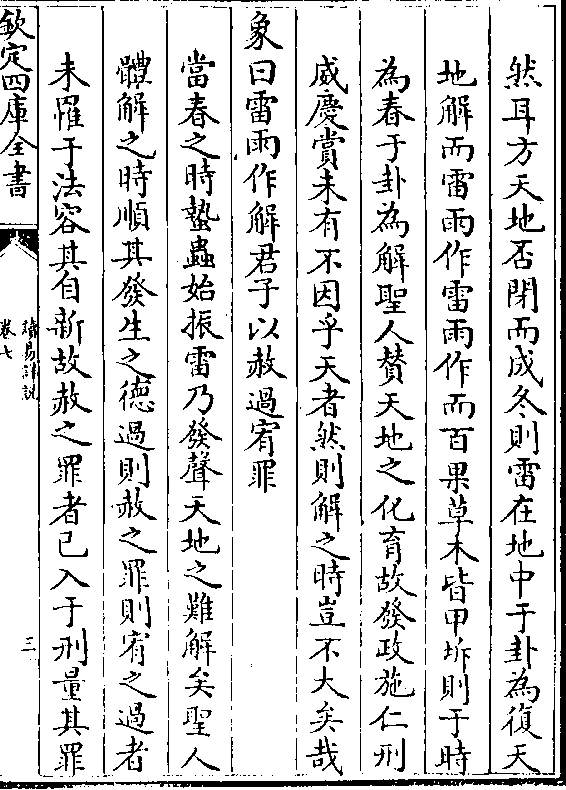 然耳方天地否閉而成冬則雷在地中于卦為復天
地解而雷雨作雷雨作而百果草木皆甲坼則于時
為春于卦為解聖人賛天地之化育故發政施仁刑
威慶賞未有不因乎天者然則解之時豈不大矣哉
象曰雷雨作解君子以赦過宥罪
當春之時蟄蟲始振雷乃發聲天地之難解矣聖人
體解之時順其發生之德過則赦之罪則宥之過者
未罹于法容其自新故赦之罪者已入于刑量其罪
欽定四庫全書
讀易詳說
卷七
三